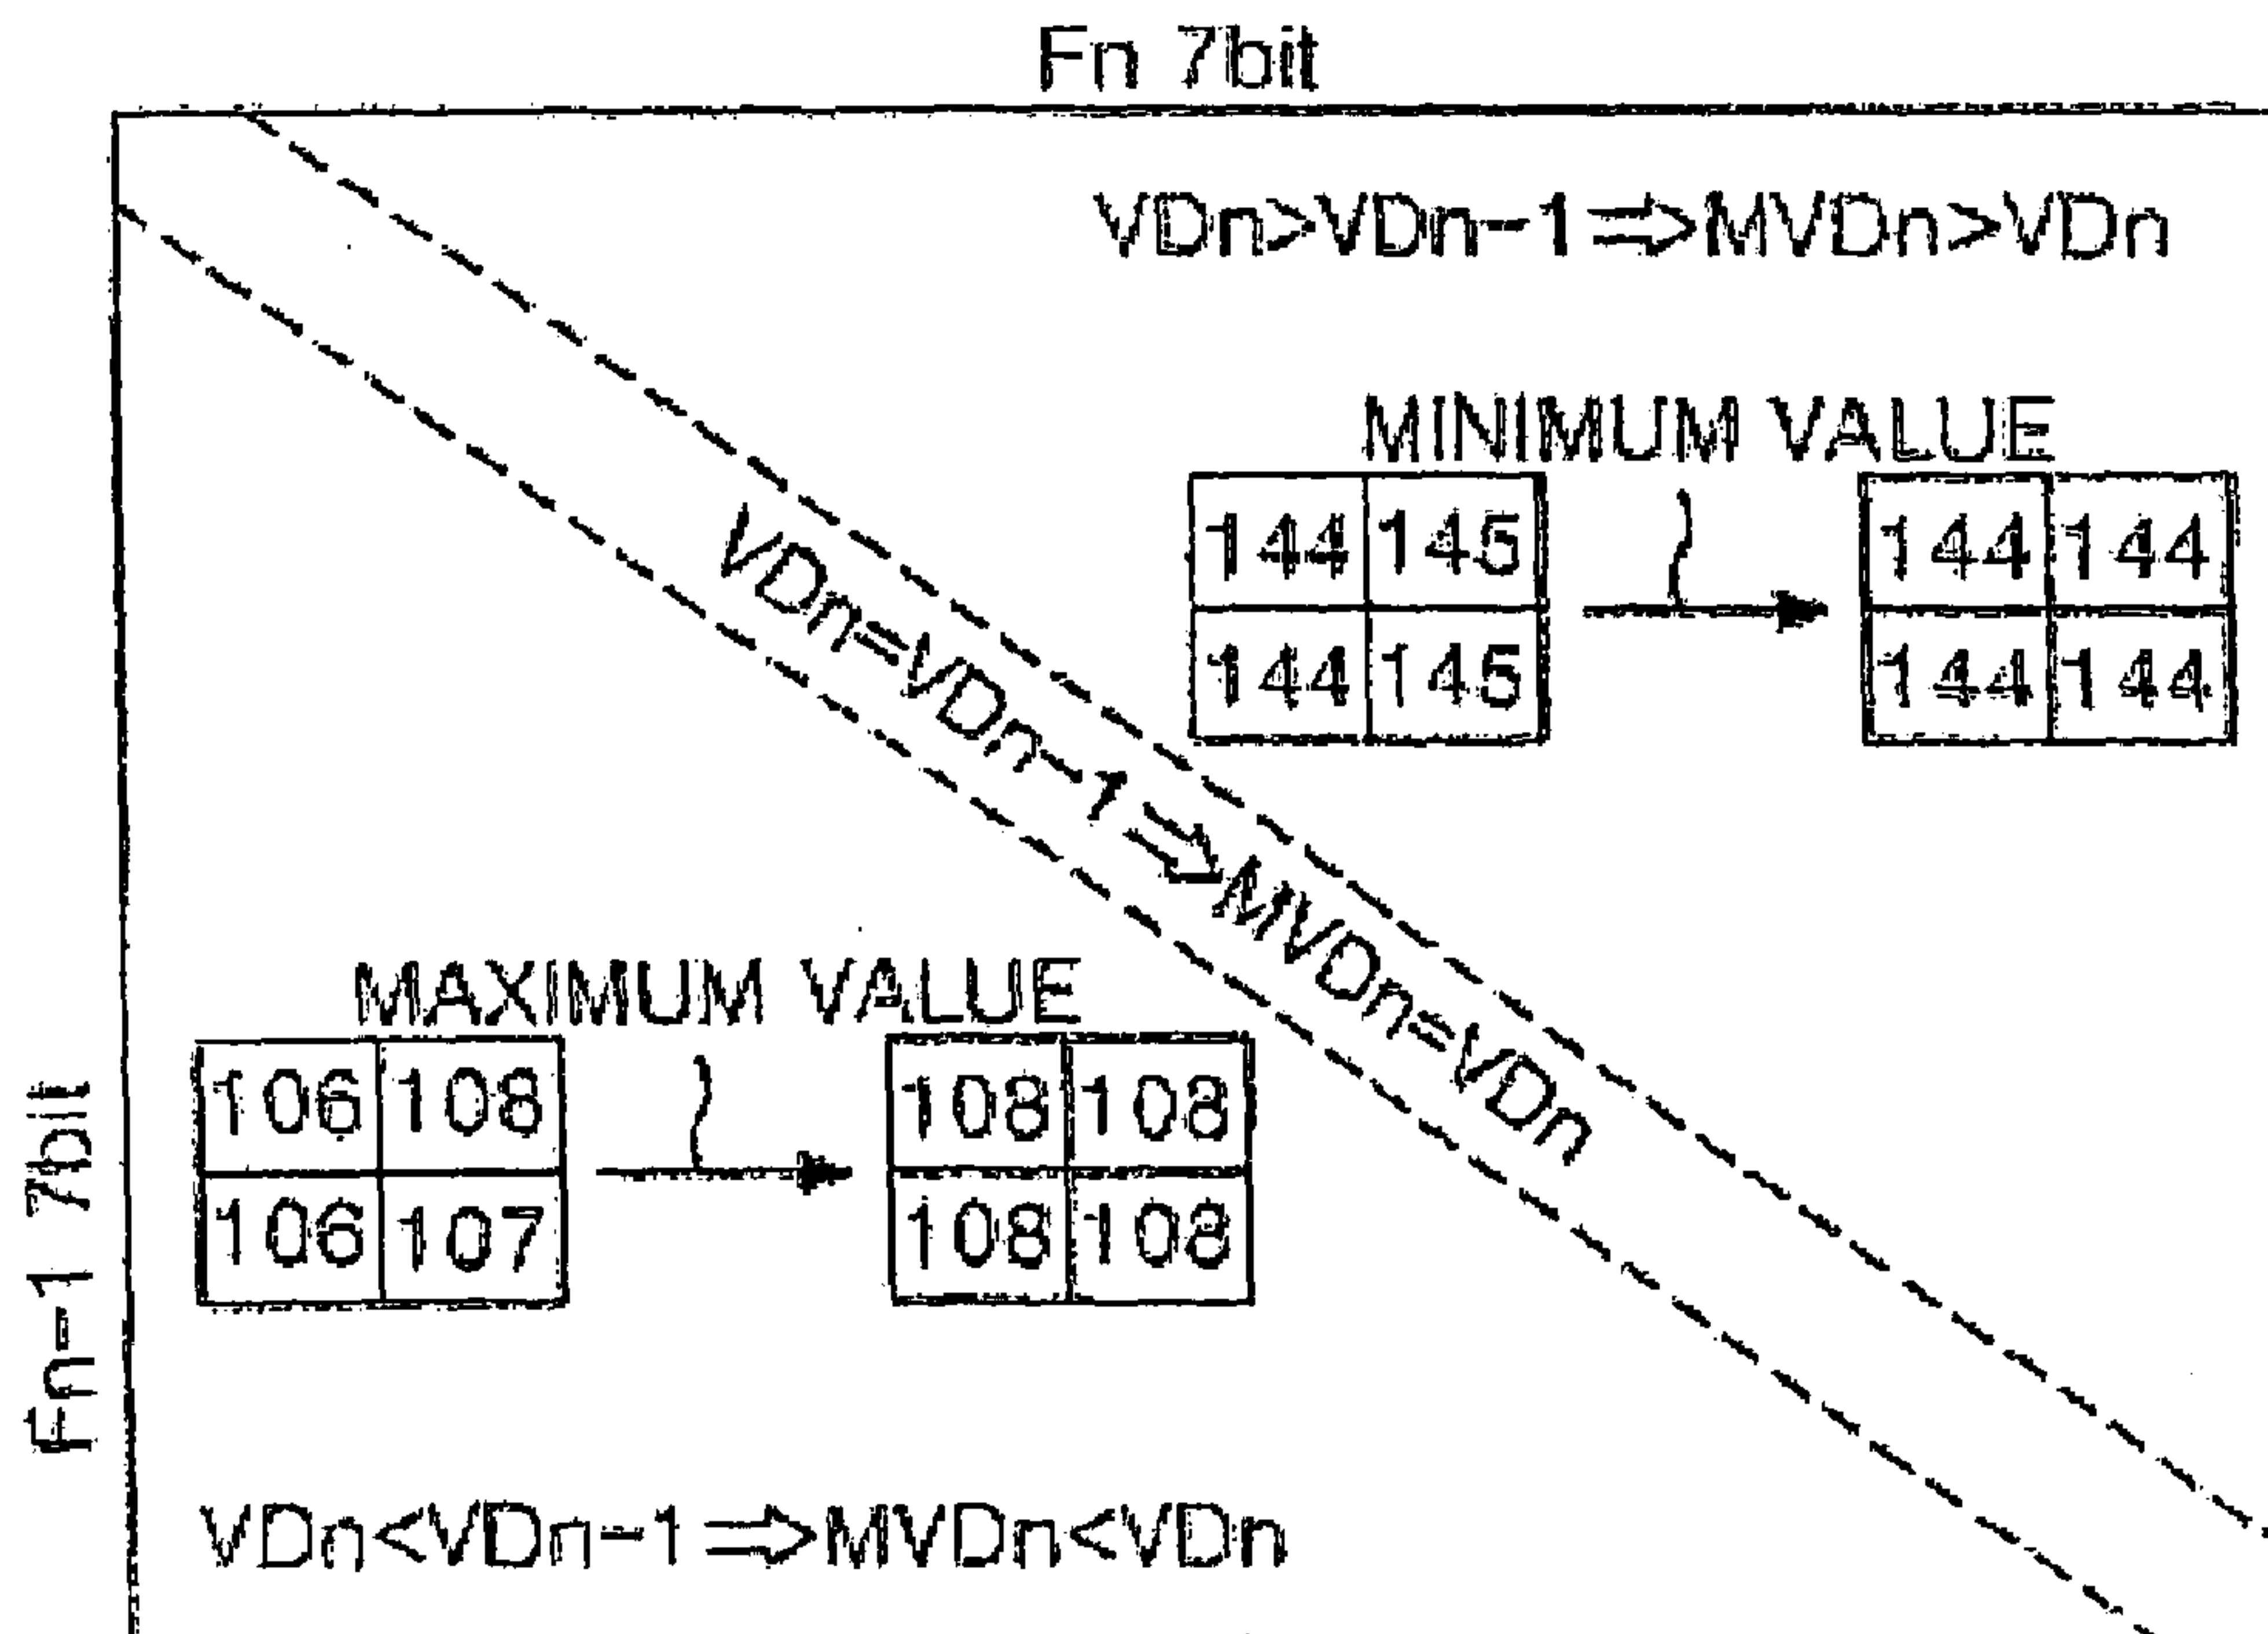 Fn 7bit
VDn>VDn-1⇒MVDn>VDn
MINIMUM VALUE
144 145 144 144
144 145 144 144
VDn=VDn-1⇒MVDn=VDn
MAXIMUM VALUE
106 108 108 108
106 107 108 108
Fn-1 7bit
VDn<VDn-1⇒MVDn<VDn